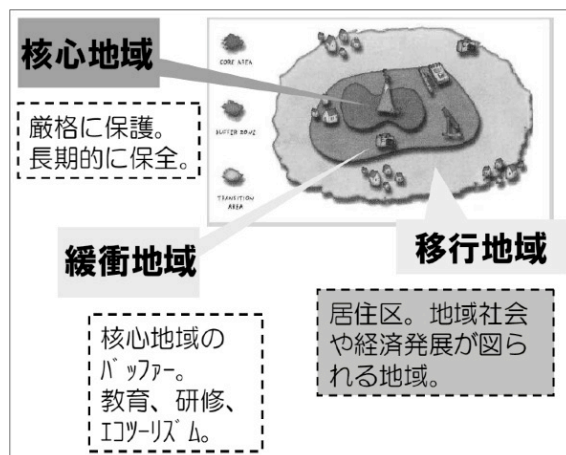 核心地域
厳格に保護。
長期的に保全。
CORE AREA
BUFFER ZONE
TRANSITION
AREA
緩衝地域
核心地域の
ﾊﾞｯﾌｧｰ。
教育、研修、
ｴｺﾂｰﾘｽﾞﾑ。
移行地域
居住区。地域社会
や経済発展が図ら
れる地域。